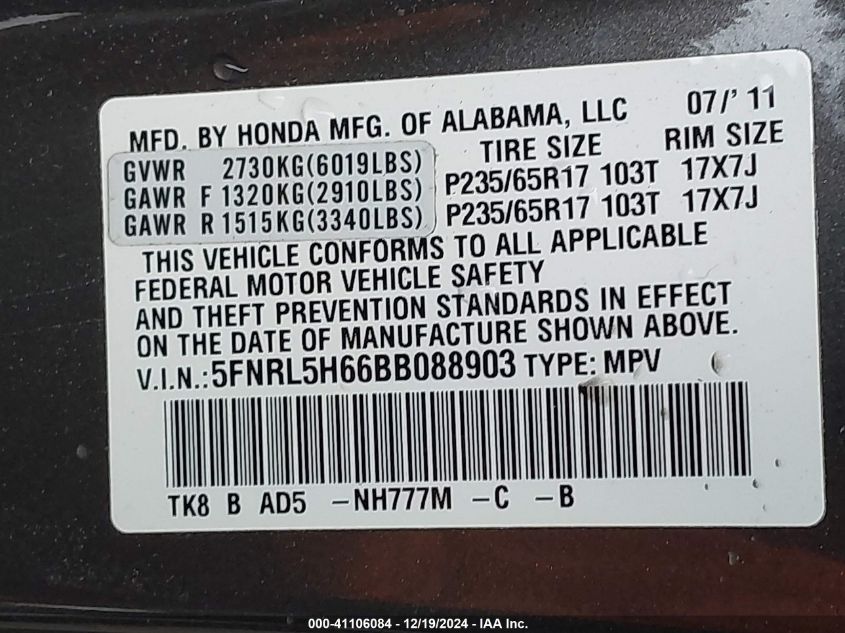 MFD. BY HONDA MFG. OF ALABAMA, LLC 07/' 11
TIRE SIZE RIM SIZE
GVWR 2730KG(6019LBS)
GAWR F 1320KG(2910LBS) P235/65R17 103T 17X7J
GAWR R 1515KG(3340LBS) P235/65R17 103T 17X7J
THIS VEHICLE CONFORMS TO ALL APPLICABLE
FEDERAL MOTOR VEHICLE SAFETY
AND THEFT PREVENTION STANDARDS IN EFFECT
ON THE DATE OF MANUFACTURE SHOWN ABOVE.
V.I.N.: 5FNRL5H66BB088903 TYPE: MPV
TK8 B AD5 -NH777M -C -B
000-41106084 - 12/19/2024 - IAA Inc.